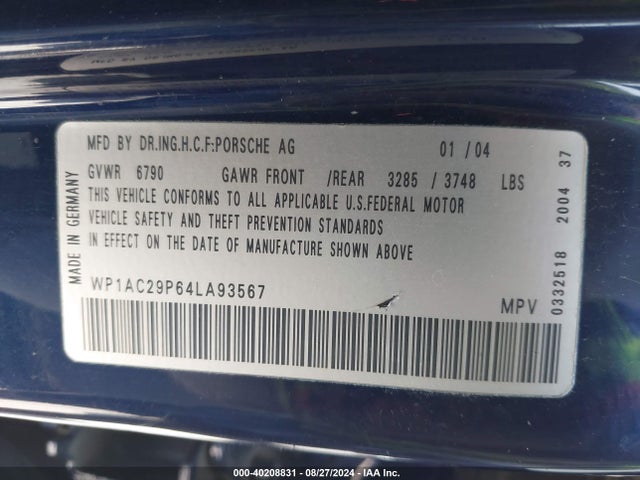 MFD BY DR.ING.H.C.F:PORSCHE AG 01 / 04
GVWR 6790 GAWR FRONT /REAR 3285 / 3748 LBS
THIS VEHICLE CONFORMS TO ALL APPLICABLE U.S.FEDERAL MOTOR
VEHICLE SAFETY AND THEFT PREVENTION STANDARDS
IN EFFECT ON THE DATE OF MANUFACTURE SHOWN ABOVE
WP1AC29P64LA93567
MPV
MADE IN GERMANY
0332518 2004 37
000-40208831 - 08/27/2024 - IAA Inc.